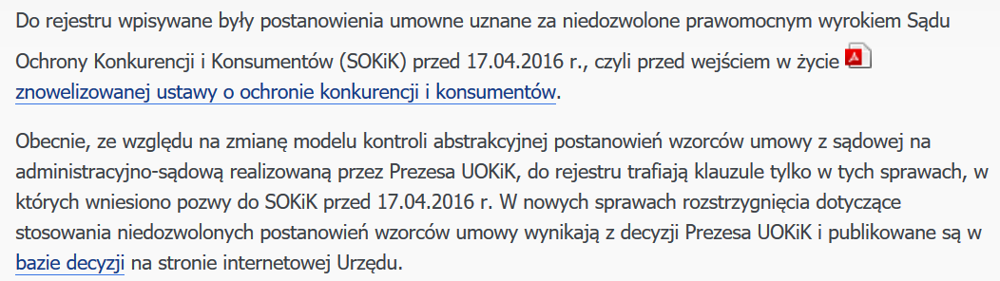 Do rejestru wpisywane były postanowienia umowne uznane za niedozwolone prawomocnym wyrokiem Sądu
Ochrony Konkurencji i Konsumentów (SOKiK) przed 17.04.2016 r., czyli przed wejściem w życie
znowelizowanej ustawy o ochronie konkurencji i konsumentów.
Obecnie, ze względu na zmianę modelu kontroli abstrakcyjnej postanowień wzorców umowy z sądowej na
administracyjno-sądową realizowaną przez Prezesa UOKiK, do rejestru trafiają klauzule tylko w tych sprawach, w
których wniesiono pozwy do SOKiK przed 17.04.2016 r. W nowych sprawach rozstrzygnięcia dotyczące
stosowania niedozwolonych postanowień wzorców umowy wynikają z decyzji Prezesa UOKiK i publikowane są w
bazie decyzji na stronie internetowej Urzędu.